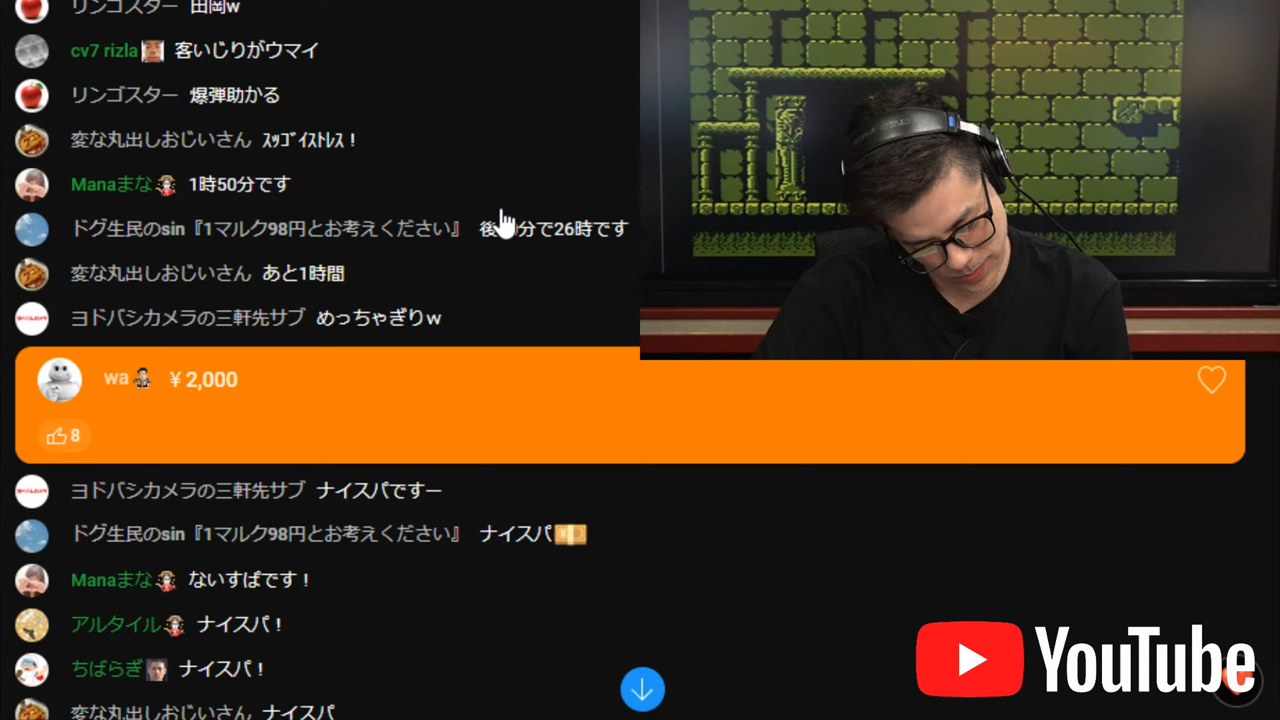 リンゴスター 田岡w
cv7 rizla 客いじりがウマイ
リンゴスター 爆弾助かる
変な丸出しおじいさん ｽｯｺﾞｲｽﾄﾚｽ！
Manaまな 1時50分です
ドグ生民のsin『1マルク98円とお考えください』 後 分で26時です
変な丸出しおじいさん あと1時間
ヨドバシカメラの三軒先サブ めっちゃぎりw
wa ¥2,000
8
ヨドバシカメラの三軒先サブ ナイスパですー
ドグ生民のsin『1マルク98円とお考えください』 ナイスパ
Manaまな ないすぱです！
アルタイル ナイスパ！
ちばらぎ ナイスパ！
変な丸出しおじいさん ナイスパ
YouTube